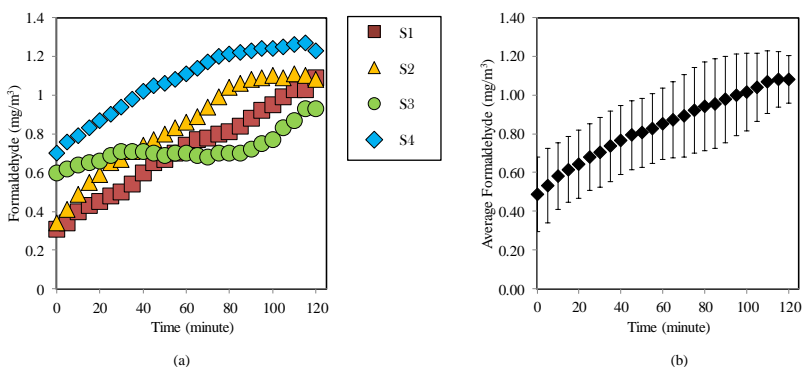 Formaldehyde (mg/m³)
1.4
1.2
1
0.8
0.6
0.4
0.2
0
0 20 40 60 80 100 120
Time (minute)
S1
S2
S3
S4
(a)
Average Formaldehyde (mg/m³)
1.40
1.20
1.00
0.80
0.60
0.40
0.20
0.00
0 20 40 60 80 100 120
Time (minute)
(b)